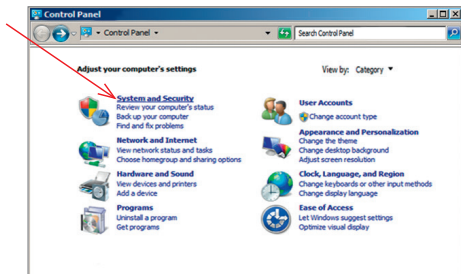 Control Panel
Control Panel
Search Control Panel
Adjust your computer's settings
View by: Category
System and Security
Review your computer's status
Back up your computer
Find and fix problems
Network and Internet
View network status and tasks
Choose homegroup and sharing options
Hardware and Sound
View devices and printers
Add a device
Programs
Uninstall a program
Get programs
User Accounts
Change account type
Appearance and Personalization
Change the theme
Change desktop background
Adjust screen resolution
Clock, Language, and Region
Change keyboards or other input methods
Change display language
Ease of Access
Let Windows suggest settings
Optimize visual display